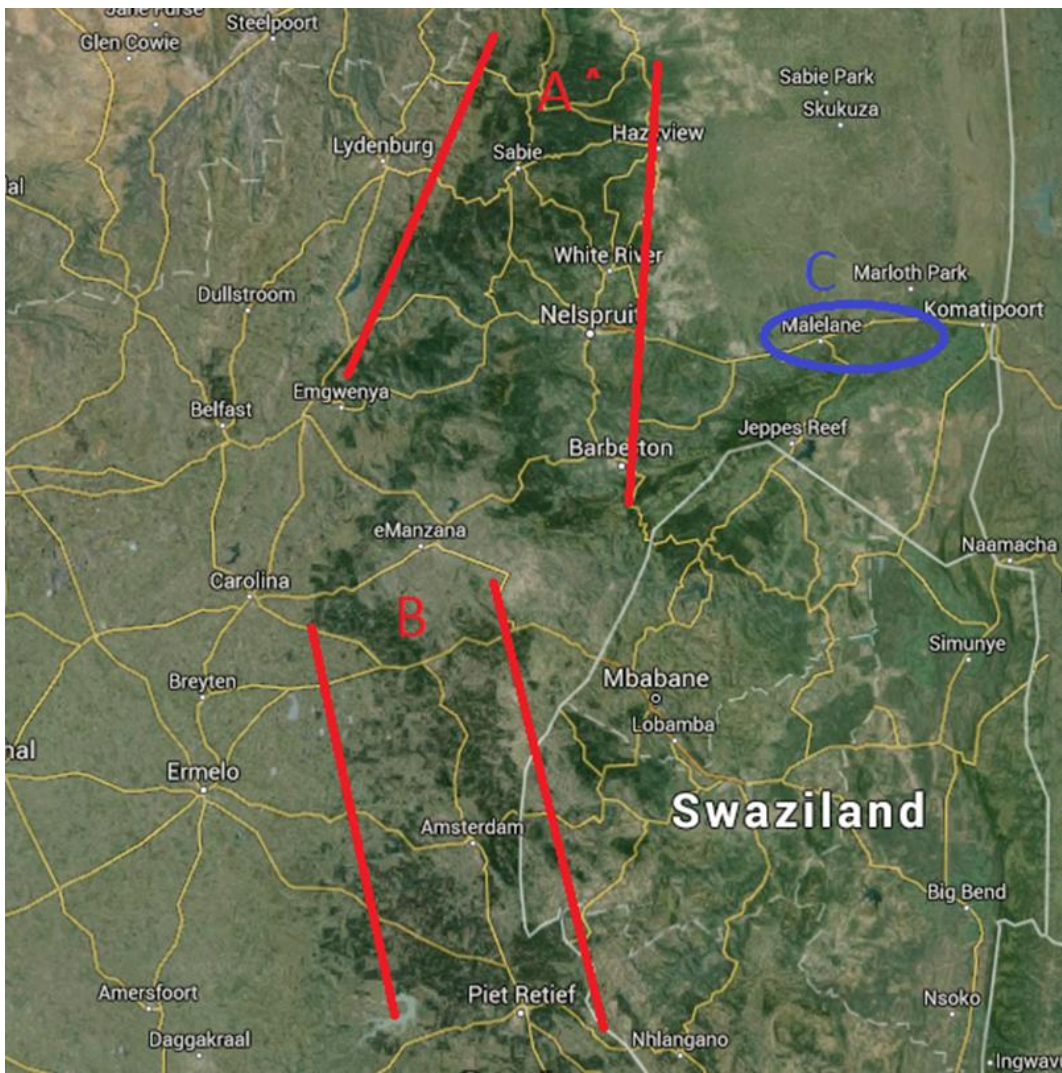 Jane Furse
Steelpoort
Glen Cowie
A
Sabie Park
Skukuza
Lydenburg
Sabie
Hazyview
White River
C
Marloth Park
Dullstroom
Nelspruit
Malelane
Komatipoort
Emgwenya
Belfast
Barberton
Jeppes Reef
eManzana
Naamacha
Carolina
B
Simunye
Breyten
Mbabane
Lobamba
Ermelo
Swaziland
Amsterdam
Big Bend
Amersfoort
Piet Retief
Nsoko
Daggakraal
Nhlangano